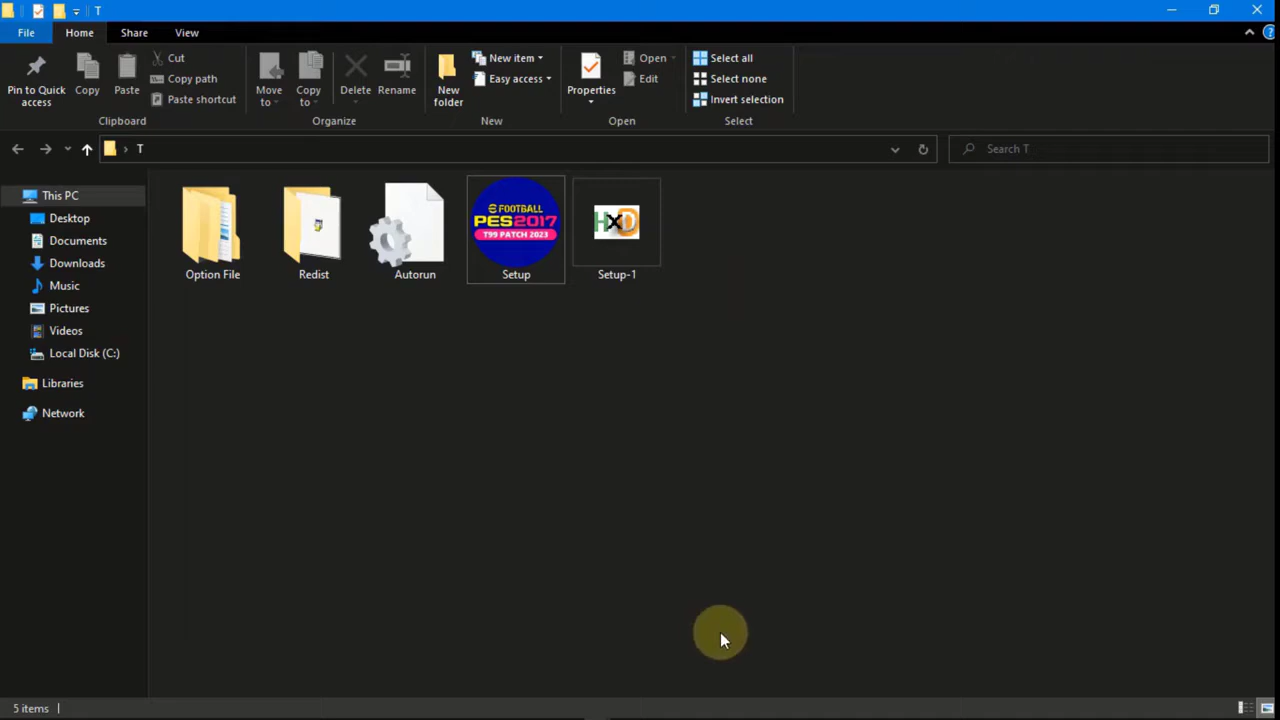 T
File Home Share View
Pin to Quick access
Copy
Paste
Cut
Copy path
Paste shortcut
Clipboard
Move to
Copy to
Delete
Rename
Organize
New folder
New item
Easy access
New
Properties
Open
Edit
Open
Select all
Select none
Invert selection
Select
T
Search T
This PC
Desktop
Documents
Downloads
Music
Pictures
Videos
Local Disk (C:)
Libraries
Network
Option File
Redist
Autorun
eFOOTBALL
PES2017
T99 PATCH 2023
Setup
HXD
Setup-1
5 items